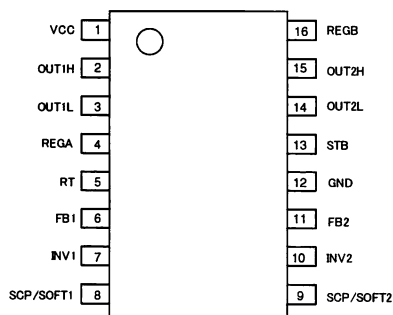 VCC 1 16 REGB
OUT1H 2 15 OUT2H
OUT1L 3 14 OUT2L
REGA 4 13 STB
RT 5 12 GND
FB1 6 11 FB2
INV1 7 10 INV2
SCP/SOFT1 8 9 SCP/SOFT2